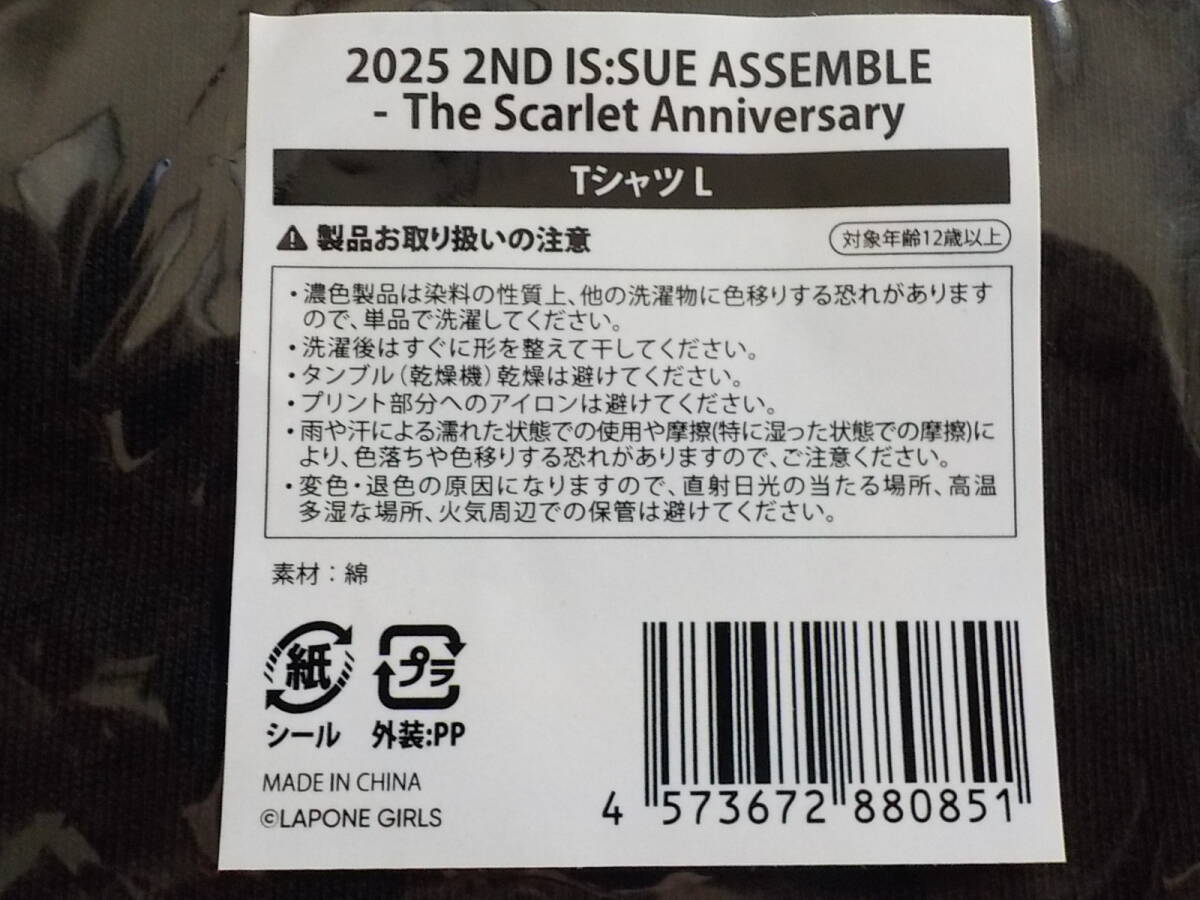 2025 2ND IS:SUE ASSEMBLE
- The Scarlet Anniversary
Tシャツ L
製品お取り扱いの注意
対象年齢12歳以上
・濃色製品は染料の性質上、他の洗濯物に色移りする恐れがあります
ので、単品で洗濯してください。
・洗濯後はすぐに形を整えて干してください。
・タンブル(乾燥機)乾燥は避けてください。
・プリント部分へのアイロンは避けてください。
・雨や汗による濡れた状態での使用や摩擦(特に湿った状態での摩擦)に
より、色落ちや色移りする恐れがありますので、ご注意ください。
・変色・退色の原因になりますので、直射日光の当たる場所、高温
多湿な場所、火気周辺での保管は避けてください。
素材:綿
紙
プラ
シール
外装:PP
MADE IN CHINA
©LAPONE GIRLS
4 573672 880851